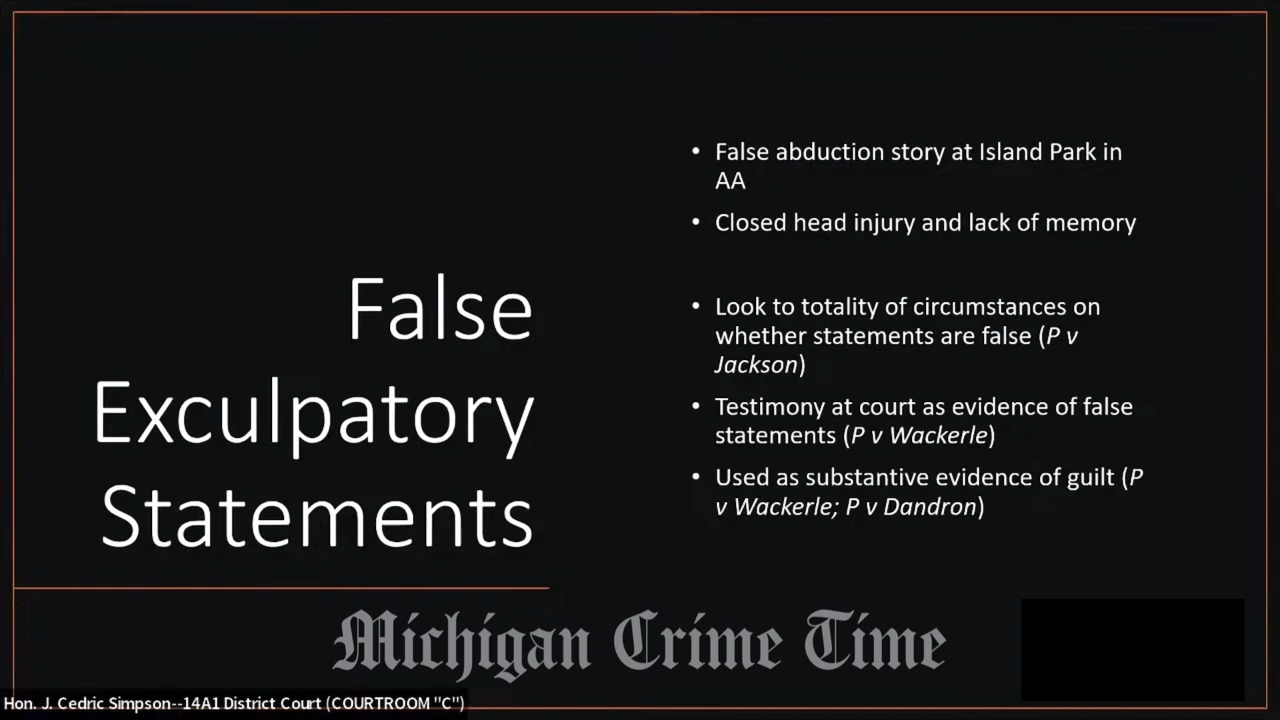 False
Exculpatory
Statements
• False abduction story at Island Park in
AA
• Closed head injury and lack of memory
• Look to totality of circumstances on
whether statements are false (P v
Jackson)
• Testimony at court as evidence of false
statements (P v Wackerle)
• Used as substantive evidence of guilt (P
v Wackerle; P v Dandron)
Michigan Crime Time
Hon. J. Cedric Simpson--14A1 District Court (COURTROOM "C")